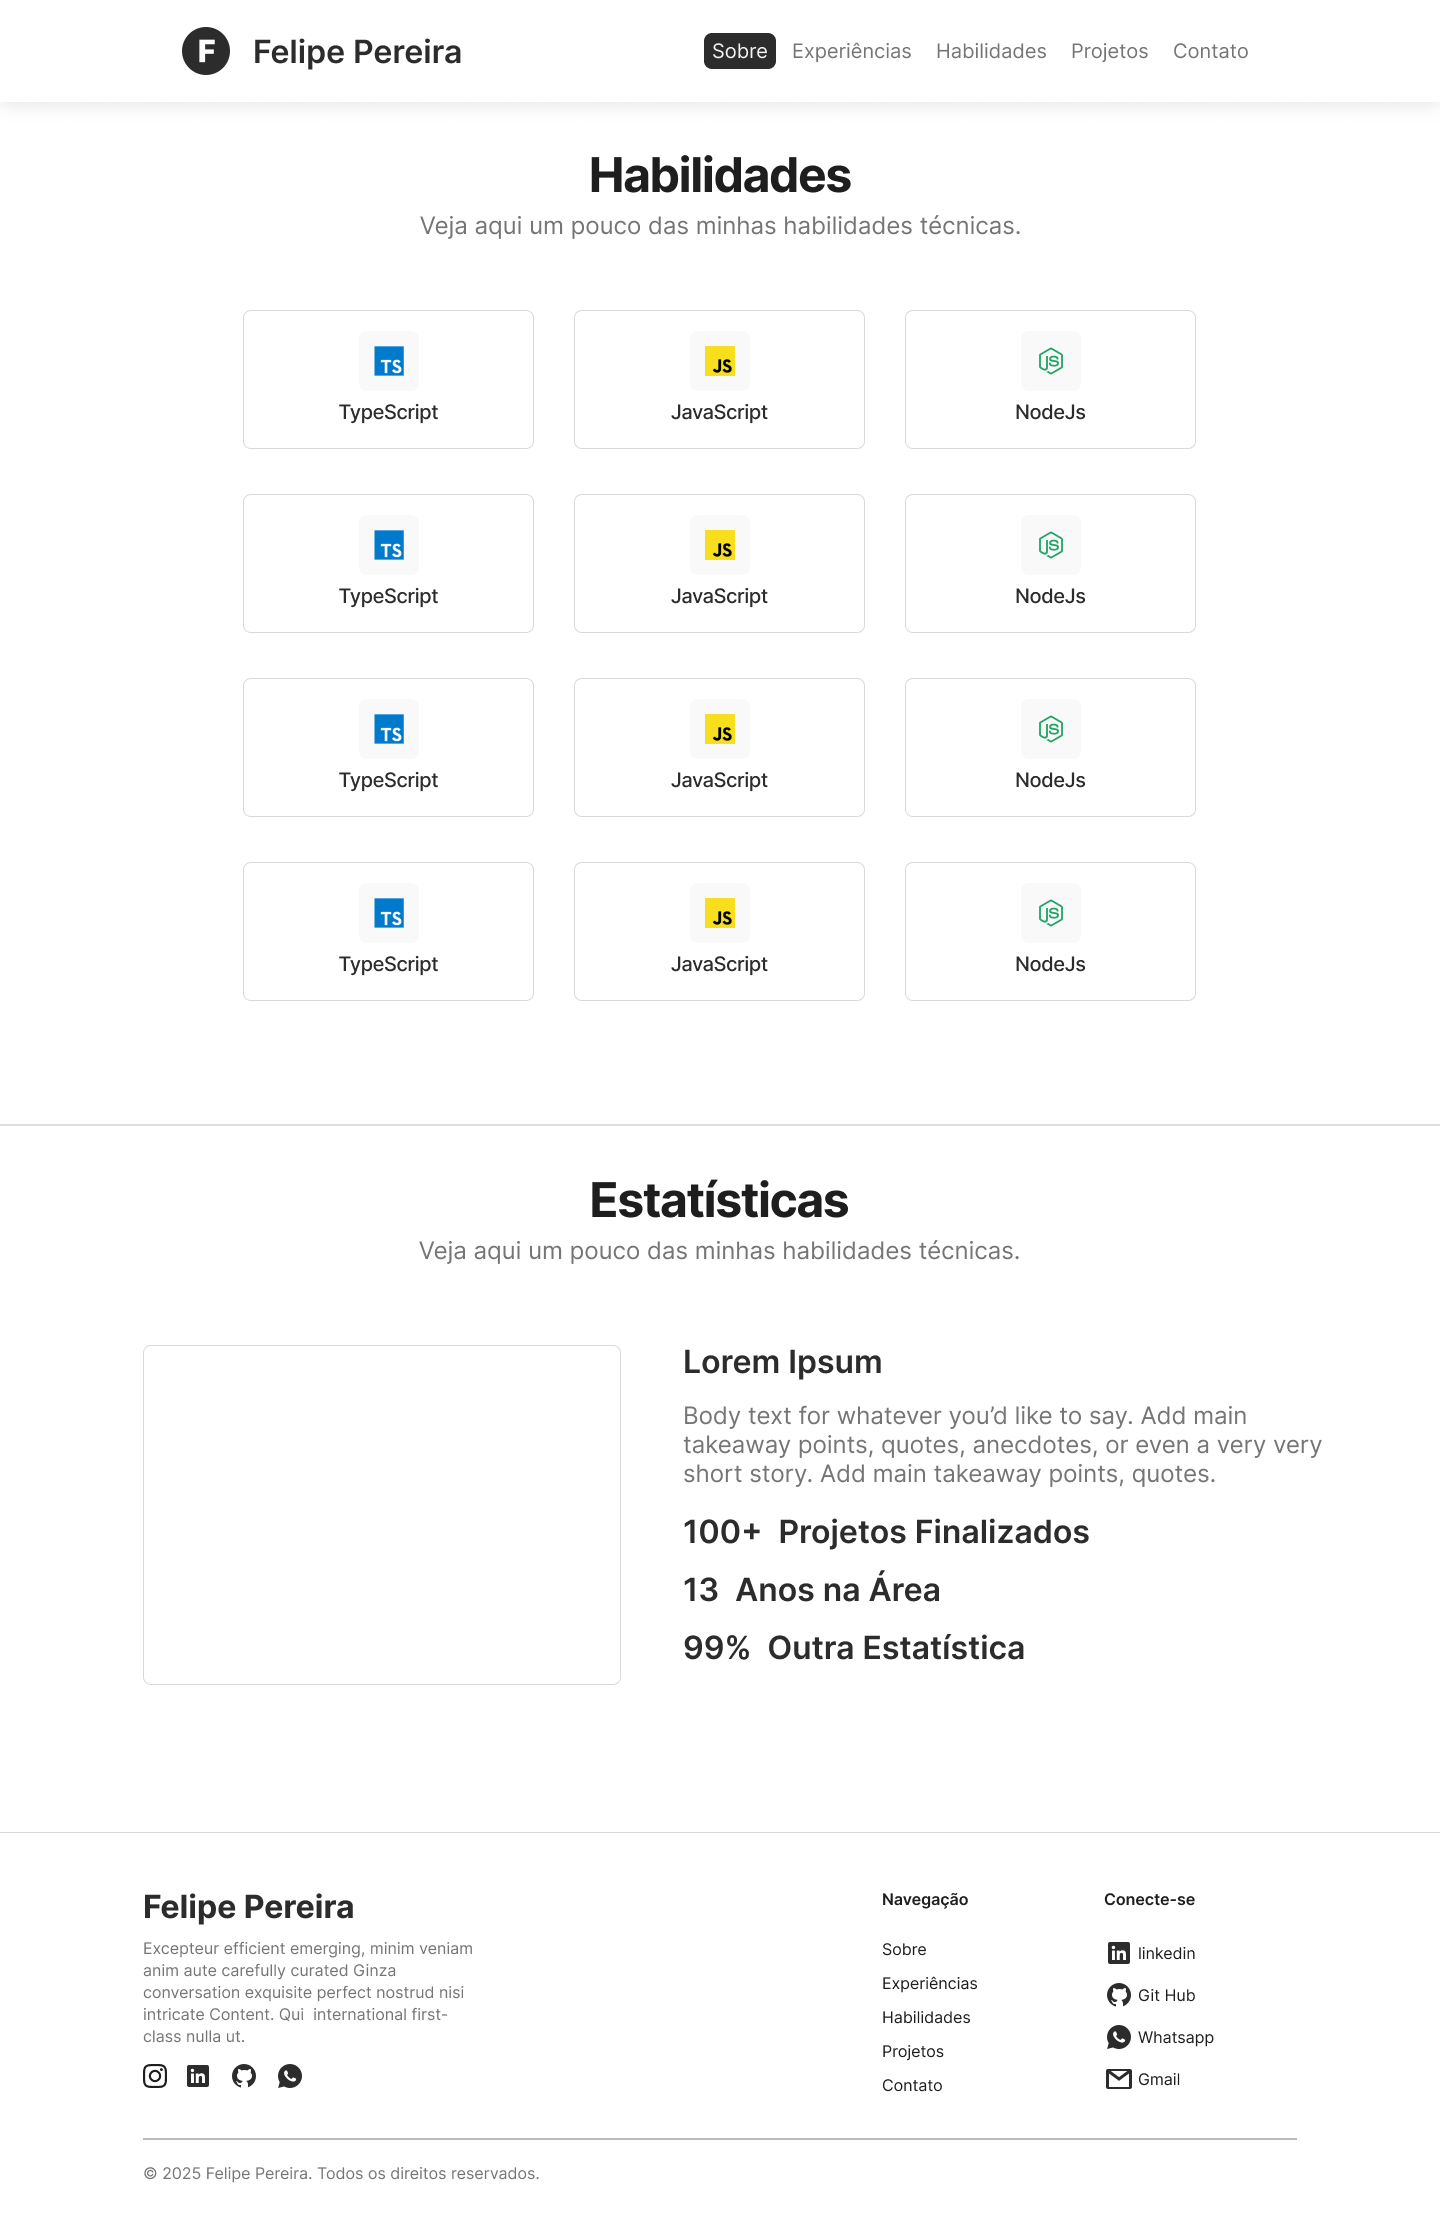 F Felipe Pereira
Sobre Experiências Habilidades Projetos Contato
Habilidades
Veja aqui um pouco das minhas habilidades técnicas.
TS JS JS
TypeScript JavaScript NodeJs
TS JS JS
TypeScript JavaScript NodeJs
TS JS JS
TypeScript JavaScript NodeJs
TS JS JS
TypeScript JavaScript NodeJs
Estatísticas
Veja aqui um pouco das minhas habilidades técnicas.
Lorem Ipsum
Body text for whatever you’d like to say. Add main
takeaway points, quotes, anecdotes, or even a very very
short story. Add main takeaway points, quotes.
100+ Projetos Finalizados
13 Anos na Área
99% Outra Estatística
Felipe Pereira
Excepteur efficient emerging, minim veniam
anim aute carefully curated Ginza
conversation exquisite perfect nostrud nisi
intricate Content. Qui international first-
class nulla ut.
in
Navegação
Sobre
Experiências
Habilidades
Projetos
Contato
Conecte-se
in linkedin
Git Hub
Whatsapp
Gmail
© 2025 Felipe Pereira. Todos os direitos reservados.